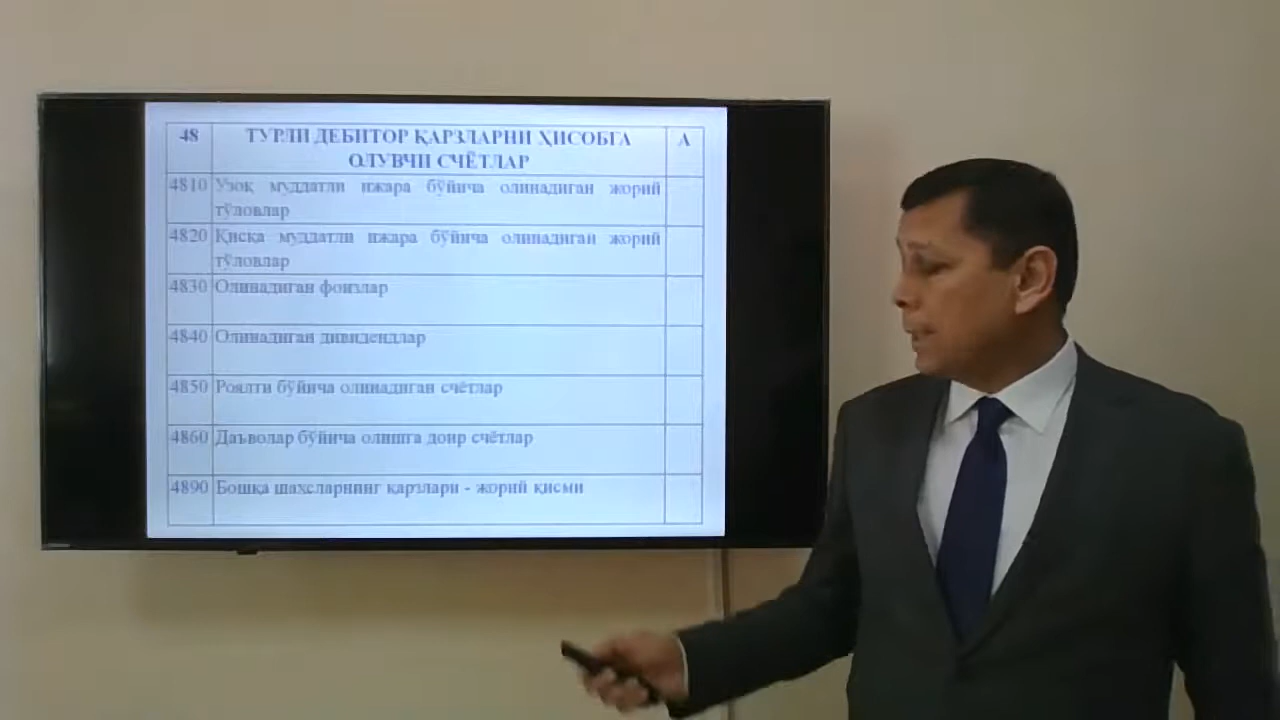 48 ТУРЛИ ДЕБИТОР ҚАРЗЛАРНИ ҲИСОБГА А
ОЛУВЧИ СЧЁТЛАР
4810 Узоқ муддатли ижара бўйича олинадиган жорий
тўловлар
4820 Қисқа муддатли ижара бўйича олинадиган жорий
тўловлар
4830 Олинадиган фоизлар
4840 Олинадиган дивидендлар
4850 Роялти бўйича олинадиган счётлар
4860 Даъволар бўйича олишга доир счётлар
4890 Бошқа шахсларнинг қарзлари - жорий қисми